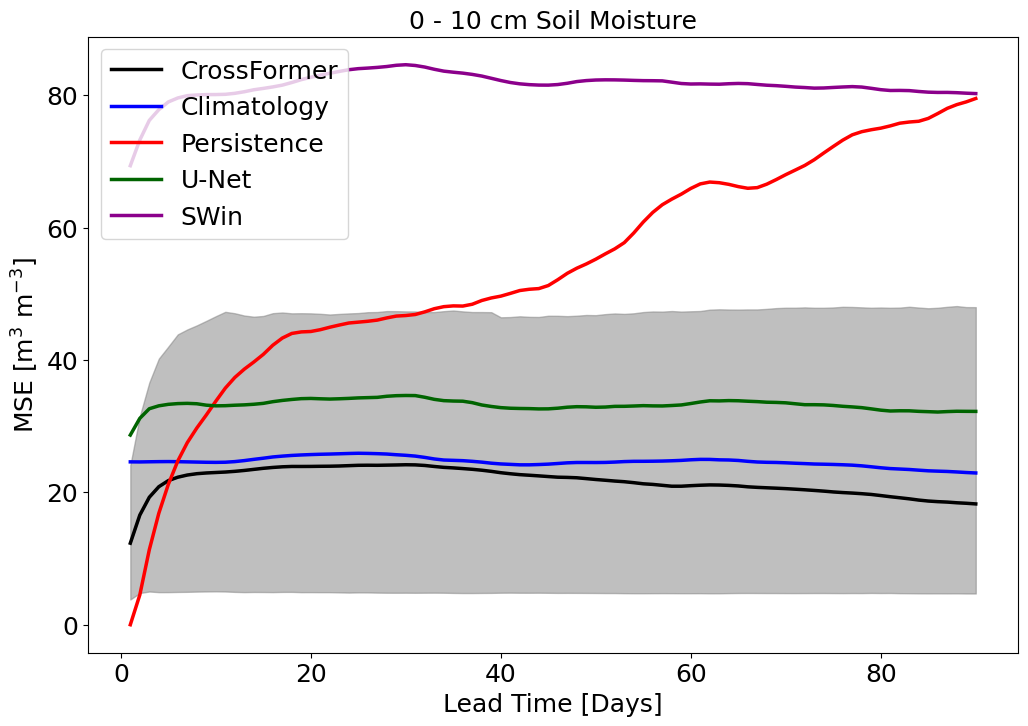 0 - 10 cm Soil Moisture
CrossFormer
Climatology
Persistence
U-Net
SWin
MSE [m³ m⁻³]
80
60
40
20
0
0 20 40 60 80
Lead Time [Days]